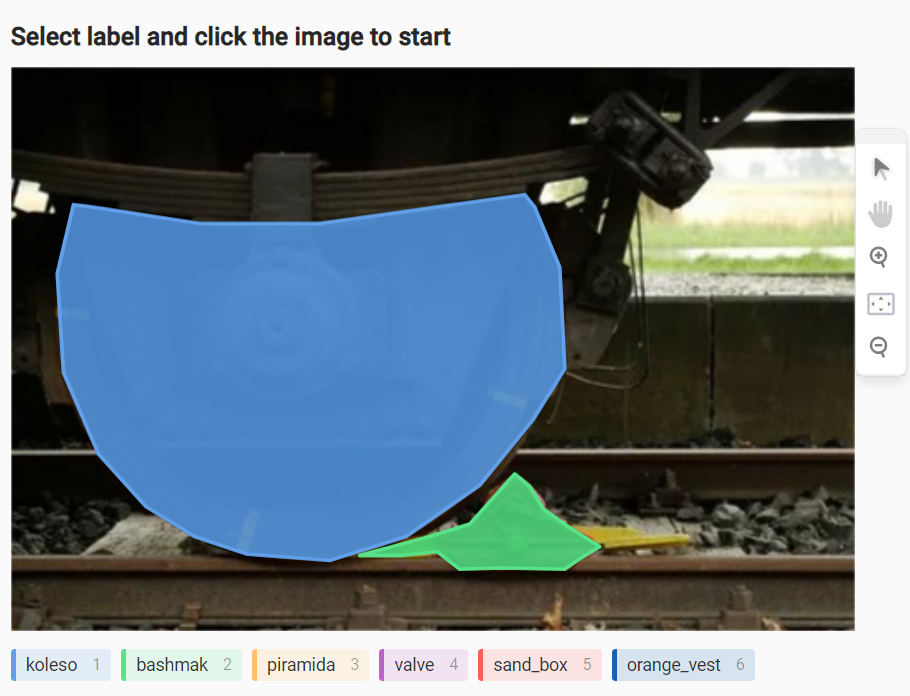 Select label and click the image to start
koleso 1 bashmak 2 piramida 3 valve 4 sand_box 5 orange_vest 6